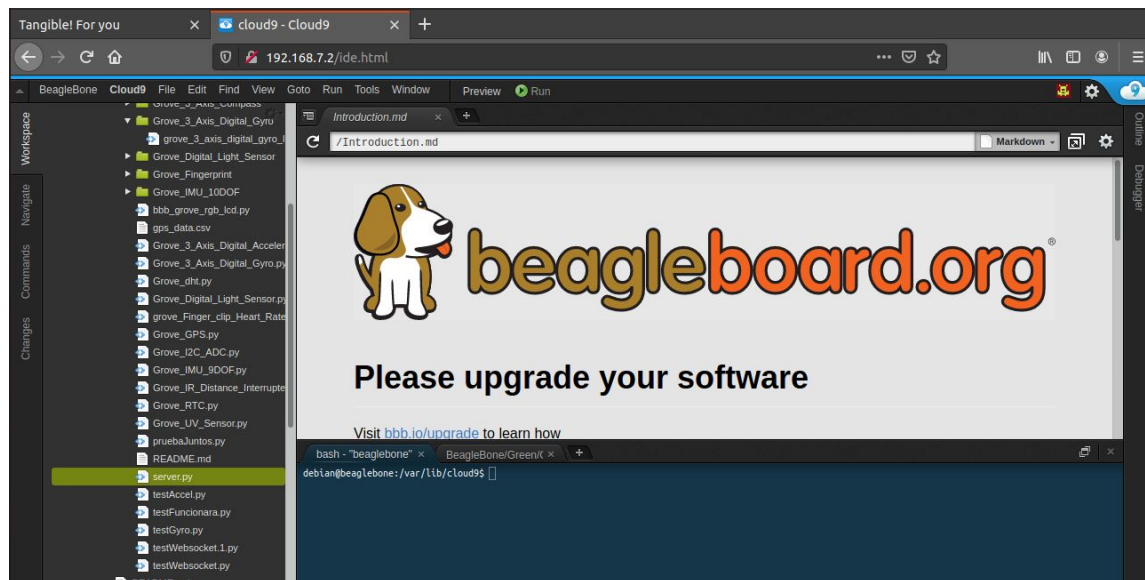 Tangible! For you
cloud9 - Cloud9
192.168.7.2/ide.html
BeagleBone Cloud9 File Edit Find View Goto Run Tools Window Preview Run
Workspace
Navigate
Commands
Changes
Grove_3_Axis_Compass
Grove_3_Axis_Digital_Gyro
grove_3_axis_digital_gyro_
Grove_Digital_Light_Sensor
Grove_Fingerprint
Grove_IMU_10DOF
bbb_grove_rgb_lcd.py
gps_data.csv
Grove_3_Axis_Digital_Acceler
Grove_3_Axis_Digital_Gyro.py
Grove_dht.py
Grove_Digital_Light_Sensor.py
grove_Finger_clip_Heart_Rate
Grove_GPS.py
Grove_I2C_ADC.py
Grove_IMU_9DOF.py
Grove_IR_Distance_Interrupte
Grove_RTC.py
Grove_UV_Sensor.py
pruebaJuntos.py
README.md
server.py
testAccel.py
testFuncionara.py
testGyro.py
testWebsocket.1.py
testWebsocket.py
Introduction.md
/Introduction.md
Markdown
beagleboard.org®
Please upgrade your software
Visit bbb.io/upgrade to learn how
bash - "beaglebone"
BeagleBone/Green/
debian@beaglebone:/var/lib/cloud9$
Outline
Debugger